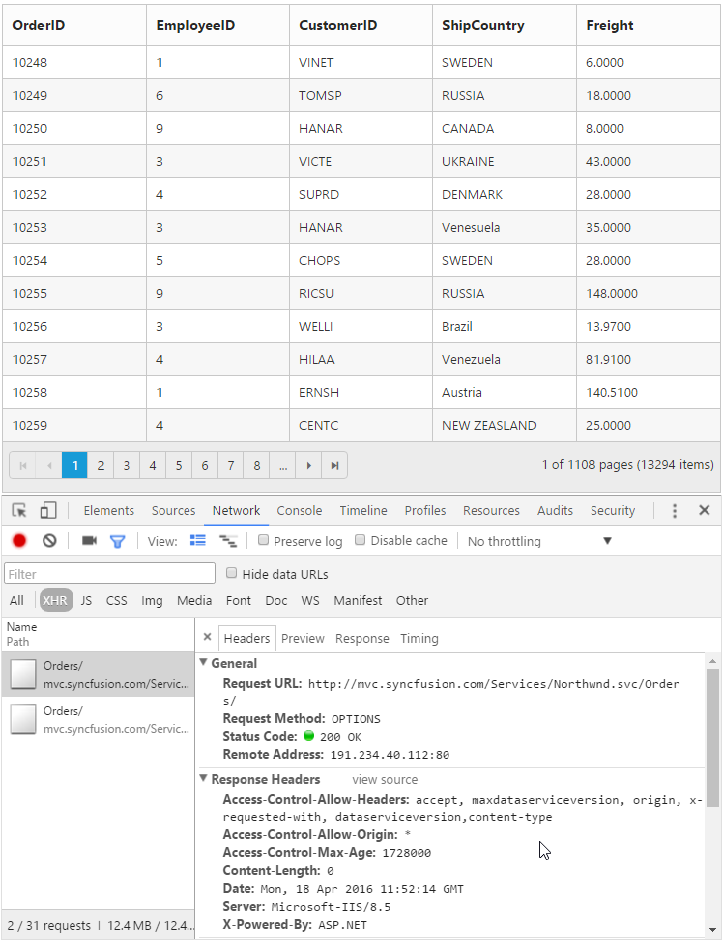 OrderID EmployeeID CustomerID ShipCountry Freight
10248 1 VINET SWEDEN 6.0000
10249 6 TOMSP RUSSIA 18.0000
10250 9 HANAR CANADA 8.0000
10251 3 VICTE UKRAINE 43.0000
10252 4 SUPRD DENMARK 28.0000
10253 3 HANAR Venesuela 35.0000
10254 5 CHOPS SWEDEN 28.0000
10255 9 RICSU RUSSIA 148.0000
10256 3 WELLI Brazil 13.9700
10257 4 HILAA Venezuela 81.9100
10258 1 ERNSH Austria 140.5100
10259 4 CENTC NEW ZEASLAND 25.0000
1 2 3 4 5 6 7 8 ... 1 of 1108 pages (13294 items)
Elements Sources Network Console Timeline Profiles Resources Audits Security
View: Preserve log Disable cache No throttling
Filter Hide data URLs
All XHR JS CSS Img Media Font Doc WS Manifest Other
Name
Path
Orders/
mvc.syncfusion.com/Servic...
Orders/
mvc.syncfusion.com/Servic...
2 / 31 requests | 12.4 MB / 12.4...
Headers Preview Response Timing
General
Request URL: http://mvc.syncfusion.com/Services/Northwnd.svc/Order
s/
Request Method: OPTIONS
Status Code: 200 OK
Remote Address: 191.234.40.112:80
Response Headers view source
Access-Control-Allow-Headers: accept, maxdataserviceversion, origin, x-
requested-with, dataserviceversion,content-type
Access-Control-Allow-Origin: *
Access-Control-Max-Age: 1728000
Content-Length: 0
Date: Mon, 18 Apr 2016 11:52:14 GMT
Server: Microsoft-IIS/8.5
X-Powered-By: ASP.NET